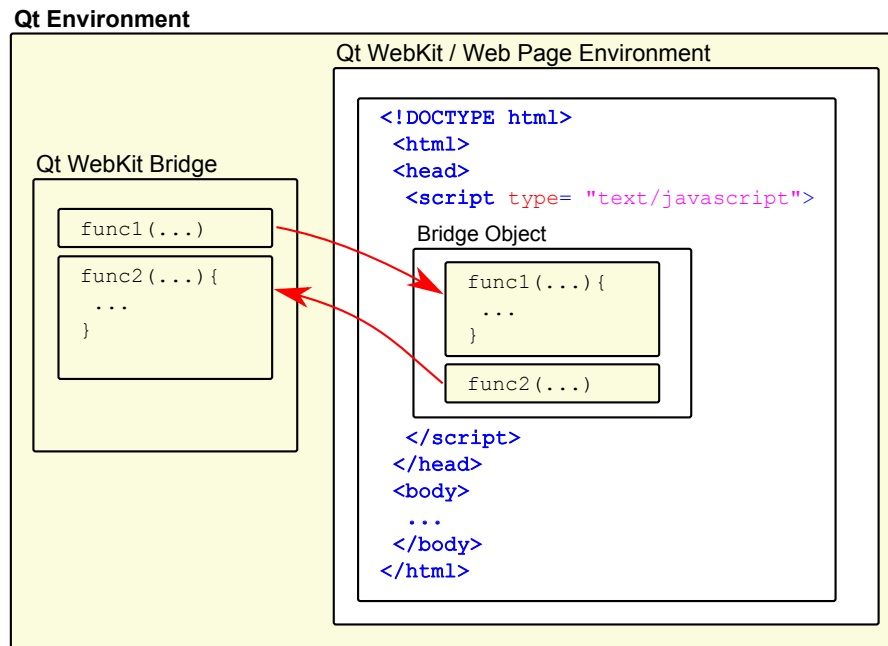 Qt Environment
Qt WebKit / Web Page Environment
Qt WebKit Bridge
func1(...)
func2(...){
...
}
<!DOCTYPE html>
<html>
<head>
<script type= "text/javascript">
Bridge Object
func1(...){
...
}
func2(...)
</script>
</head>
<body>
...
</body>
</html>